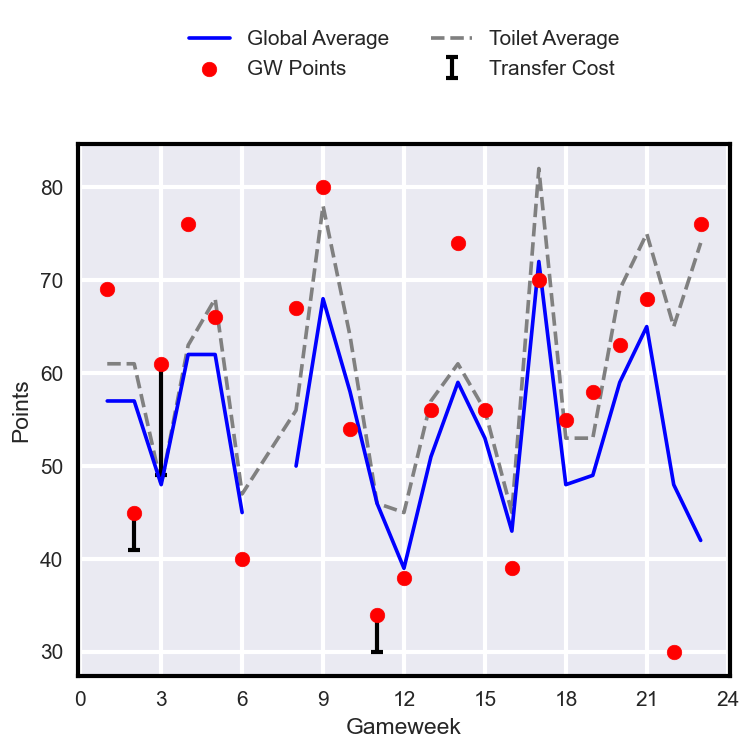 Global Average
Toilet Average
GW Points
Transfer Cost
80
70
60
50
40
30
Points
0 3 6 9 12 15 18 21 24
Gameweek